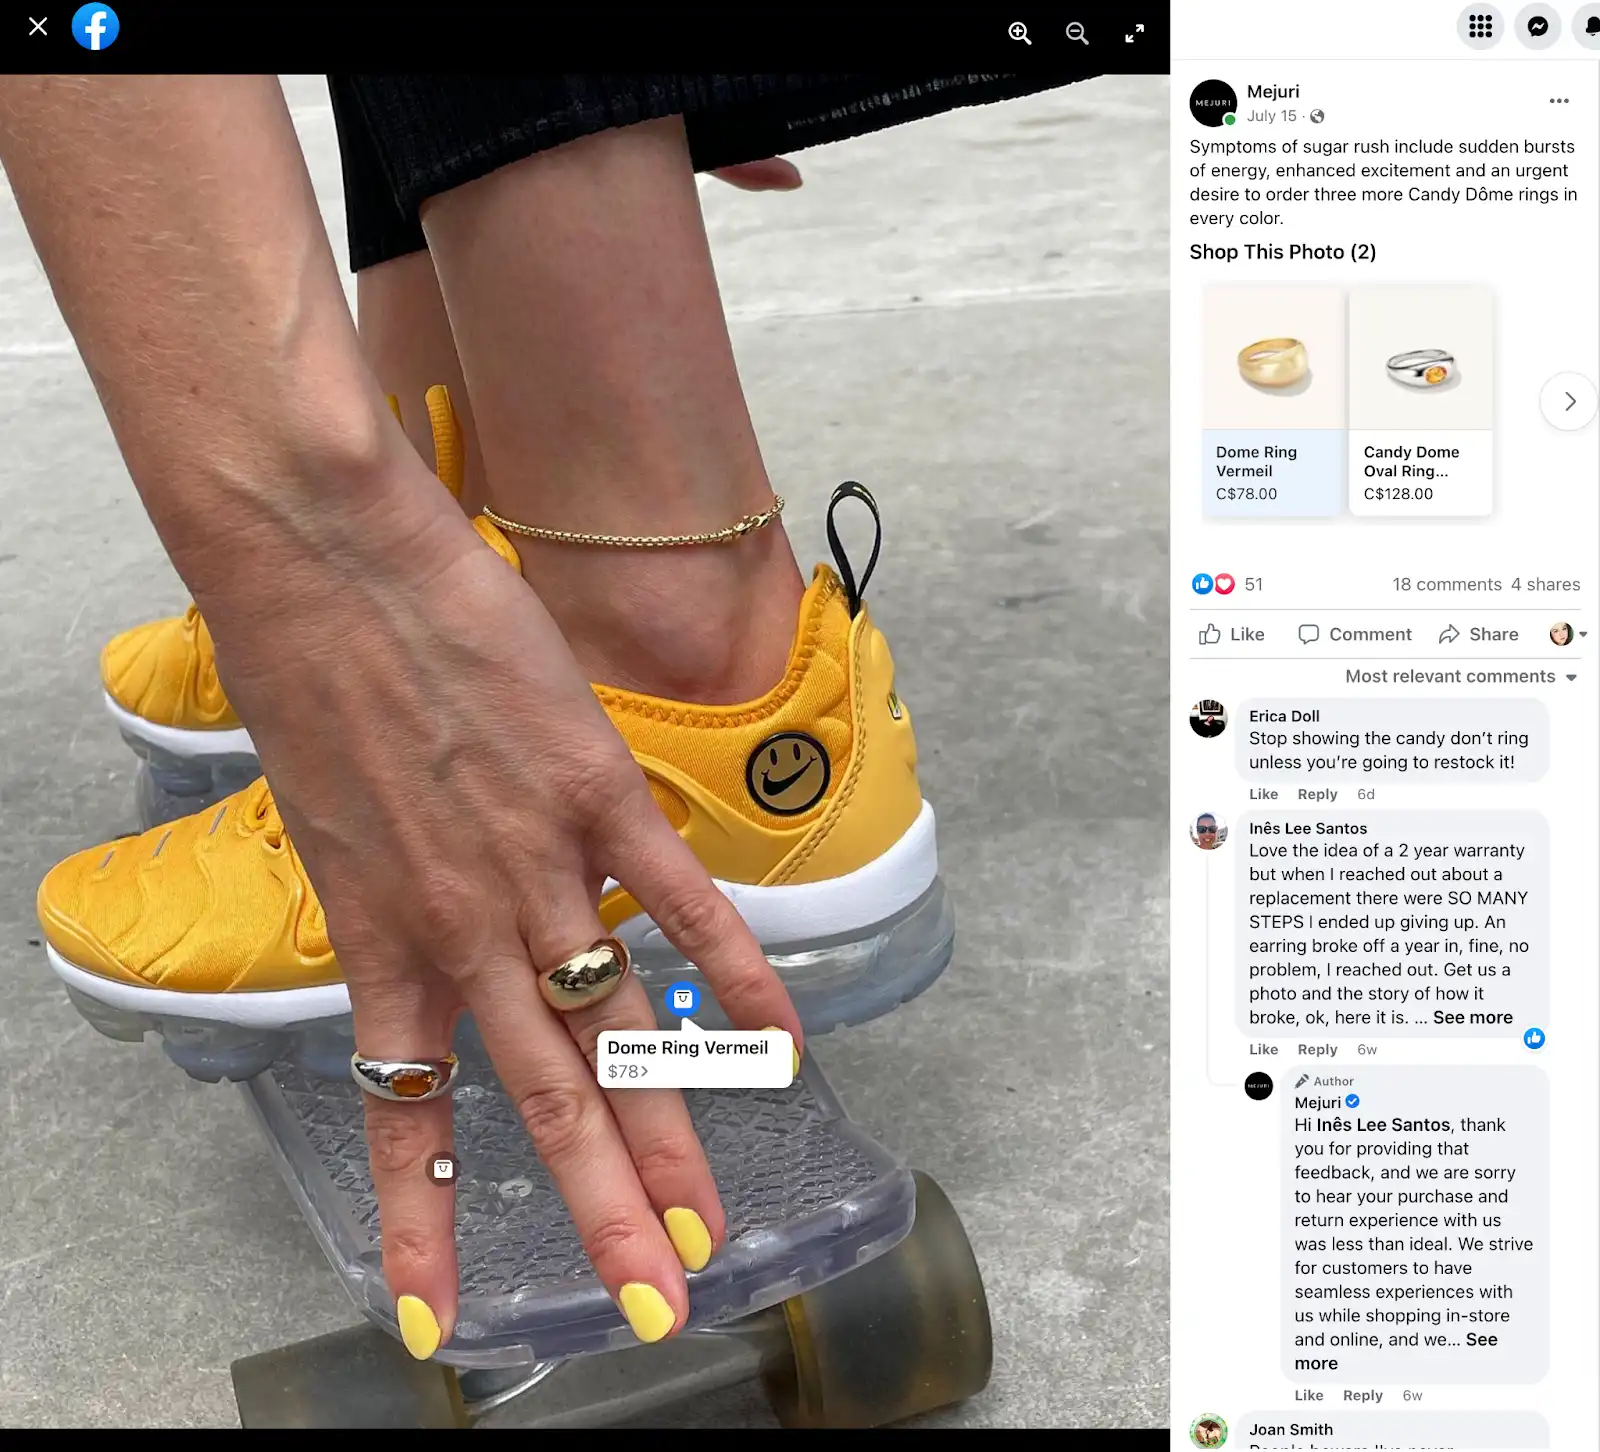 MEJURI
Mejuri
July 15 ·
Symptoms of sugar rush include sudden bursts
of energy, enhanced excitement and an urgent
desire to order three more Candy Dôme rings in
every color.
Shop This Photo (2)
Dome Ring
Vermeil
C$78.00
Candy Dome
Oval Ring...
C$128.00
51
18 comments 4 shares
Like
Comment
Share
Most relevant comments
Erica Doll
Stop showing the candy don’t ring
unless you’re going to restock it!
Like Reply 6d
Inês Lee Santos
Love the idea of a 2 year warranty
but when I reached out about a
replacement there were SO MANY
STEPS I ended up giving up. An
earring broke off a year in, fine, no
problem, I reached out. Get us a
photo and the story of how it
broke, ok, here it is. ... See more
Like Reply 6w
MEJURI
Author
Mejuri
Hi Inês Lee Santos, thank
you for providing that
feedback, and we are sorry
to hear your purchase and
return experience with us
was less than ideal. We strive
for customers to have
seamless experiences with
us while shopping in-store
and online, and we... See
more
Like Reply 6w
Joan Smith
Dome Ring Vermeil
$78>